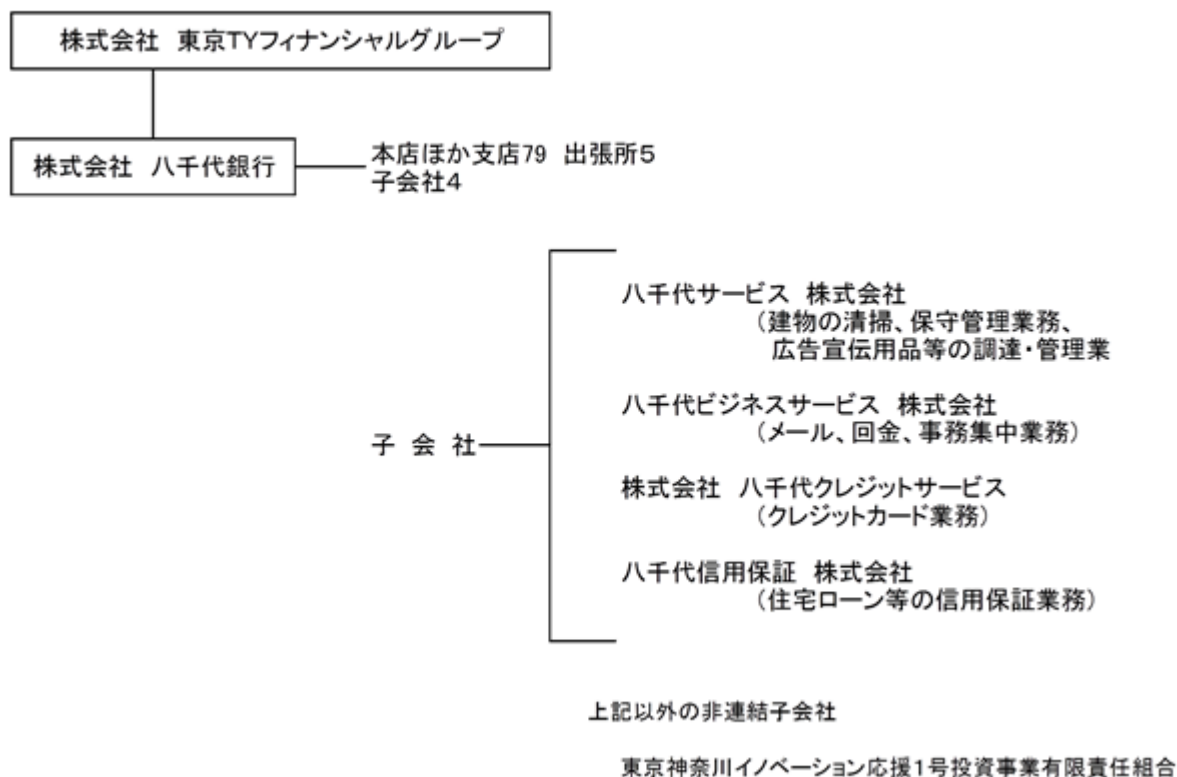 株式会社 東京TYフィナンシャルグループ
株式会社 八千代銀行
本店ほか支店79 出張所5
子会社4
八千代サービス 株式会社
(建物の清掃、保守管理業務、
広告宣伝用品等の調達・管理業
八千代ビジネスサービス 株式会社
(メール、回金、事務集中業務)
子 会 社
株式会社 八千代クレジットサービス
(クレジットカード業務)
八千代信用保証 株式会社
(住宅ローン等の信用保証業務)
上記以外の非連結子会社
東京神奈川イノベーション応援1号投資事業有限責任組合